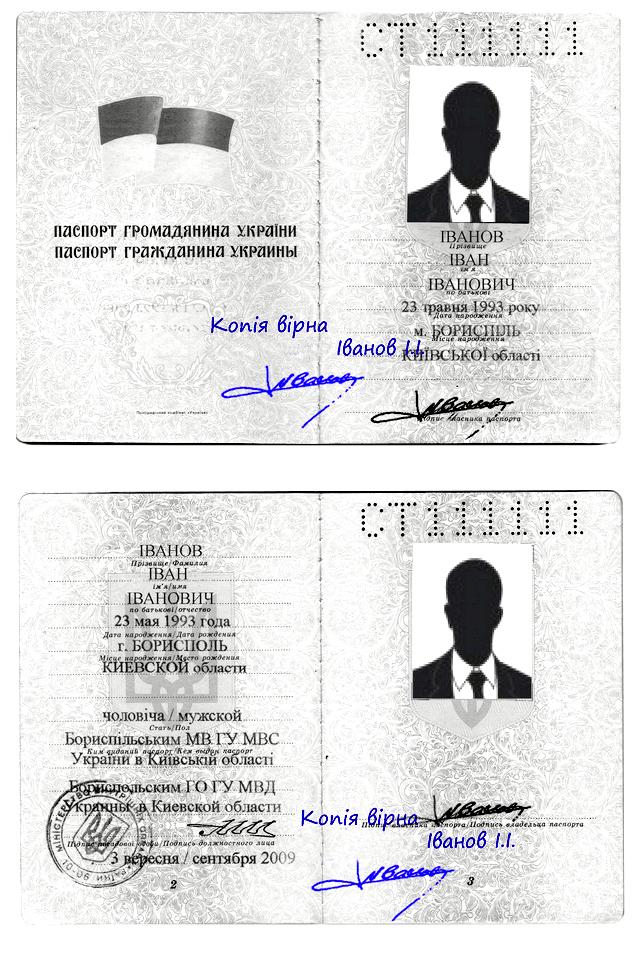 СТ111111
ПАСПОРТ ГРОМАДЯНИНА УКРАЇНИ
ПАСПОРТ ГРАЖДАНИНА УКРАИНЫ
ІВАНОВ
Прізвище
ІВАН
ім'я
ІВАНОВИЧ
по батькові
23 травня 1993 року
Дата народження
м. БОРИСПІЛЬ
Місце народження
КИЇВСЬКОЇ області
Копія вірна
Іванов І.І.
Підпис власника паспорта
СТ111111
ІВАНОВ
Прізвище/Фамилия
ІВАН
ім'я/имя
ІВАНОВИЧ
по батькові/отчество
23 мая 1993 года
Дата народження/Дата рождения
г. БОРИСПОЛЬ
Місце народження/Место рождения
КИЕВСКОЙ области
чоловіча / мужской
Стать/Пол
Бориспільським МВ ГУ МВС
Ким виданий паспорт/Кем выдан паспорт
України в Київській області
Бориспольским ГО ГУ МВД
Украины в Киевской области
Підпис посадової особи/Подпись должностного лица
3 вересня / сентября 2009
2
Копія вірна
Підпис власника паспорта/Подпись владельца паспорта
Іванов І.І.
3